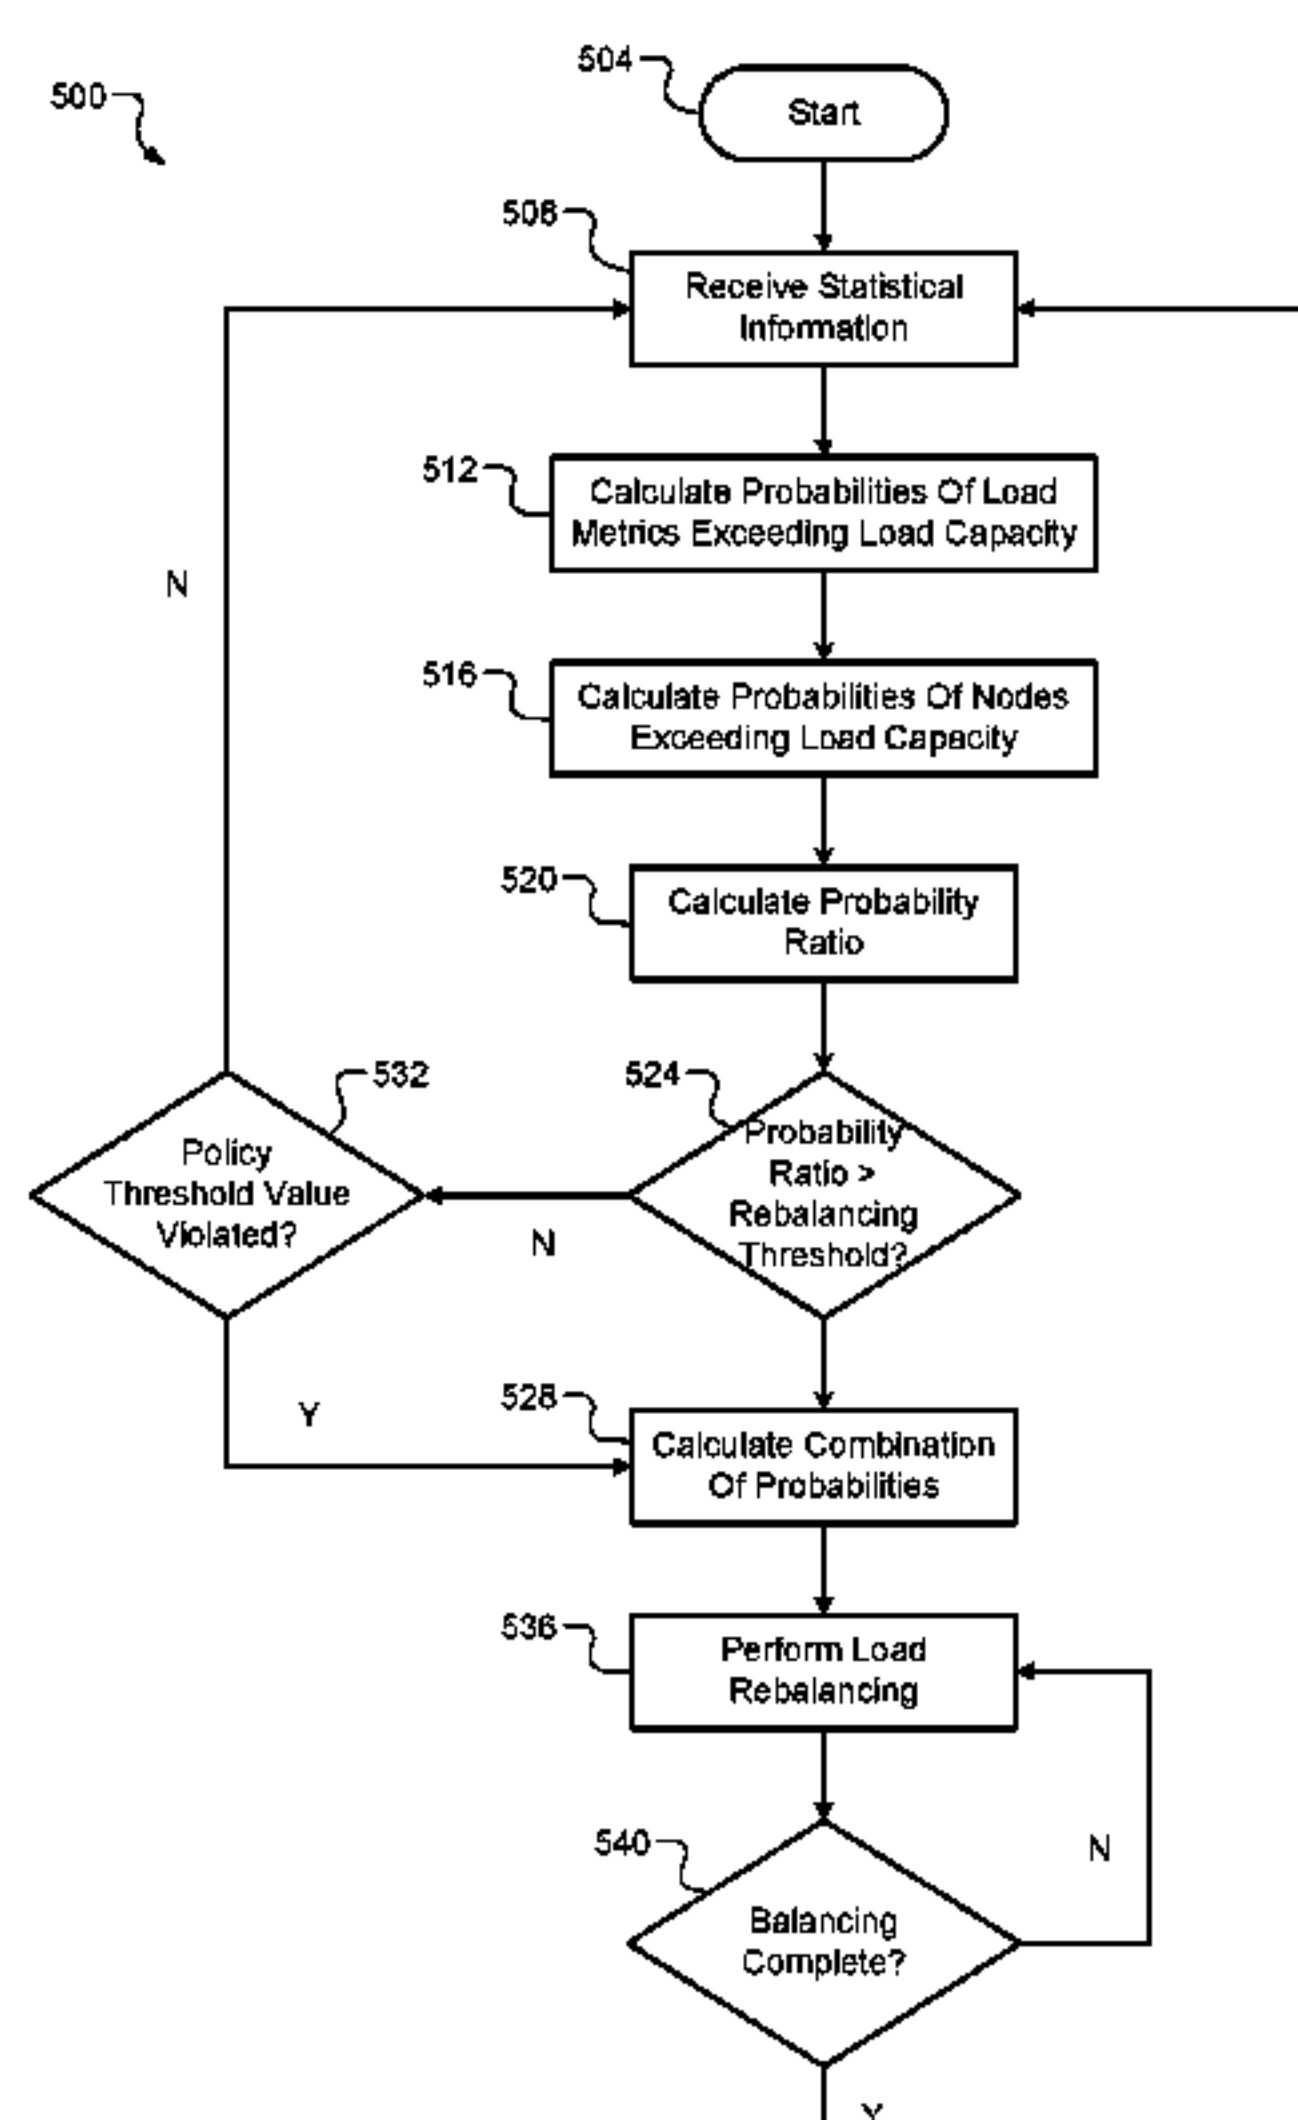 500
504
Start
508
Receive Statistical
Information
512
Calculate Probabilities Of Load
Metrics Exceeding Load Capacity
N
516
Calculate Probabilities Of Nodes
Exceeding Load Capacity
520
Calculate Probability
Ratio
532
Policy
Threshold Value
Violated?
524
Probability
Ratio >
Rebalancing
Threshold?
N
Y
528
Calculate Combination
Of Probabilities
536
Perform Load
Rebalancing
540
Balancing
Complete?
N
Y